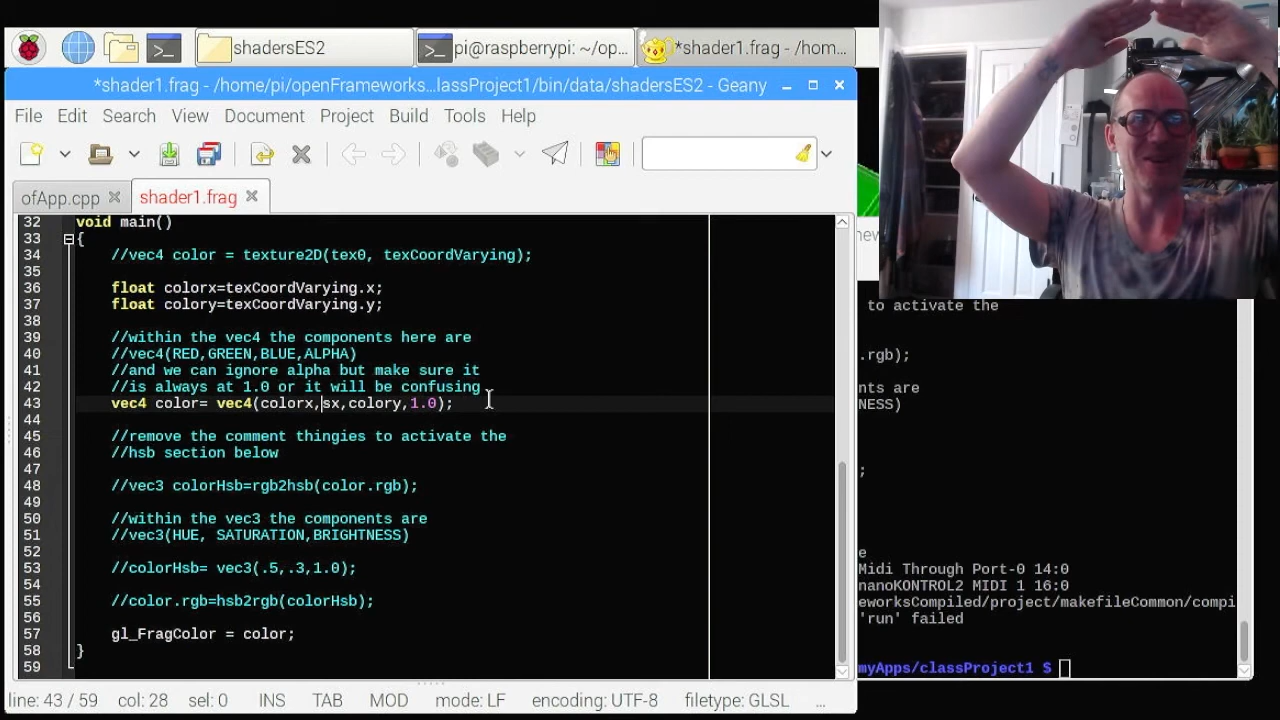 shadersES2
pi@raspberrypi: ~/op...
*shader1.frag - /hom...
*shader1.frag - /home/pi/openFrameworks...lassProject1/bin/data/shadersES2 - Geany
File Edit Search View Document Project Build Tools Help
ofApp.cpp
shader1.frag
32 void main()
33 {
34 //vec4 color = texture2D(tex0, texCoordVarying);
35
36 float colorx=texCoordVarying.x;
37 float colory=texCoordVarying.y;
38
39 //within the vec4 the components here are
40 //vec4(RED,GREEN,BLUE,ALPHA)
41 //and we can ignore alpha but make sure it
42 //is always at 1.0 or it will be confusing
43 vec4 color= vec4(colorx,sx,colory,1.0);
44
45 //remove the comment thingies to activate the
46 //hsb section below
47
48 //vec3 colorHsb=rgb2hsb(color.rgb);
49
50 //within the vec3 the components are
51 //vec3(HUE, SATURATION,BRIGHTNESS)
52
53 //colorHsb= vec3(.5,.3,1.0);
54
55 //color.rgb=hsb2rgb(colorHsb);
56
57 gl_FragColor = color;
58 }
59
line: 43 / 59 col: 28 sel: 0 INS TAB MOD mode: LF encoding: UTF-8 filetype: GLSL ...
to activate the
.rgb);
nts are
NESS)
;
e
Midi Through Port-0 14:0
nanoKONTROL2 MIDI 1 16:0
eworksCompiled/project/makefileCommon/compi
'run' failed
myApps/classProject1 $